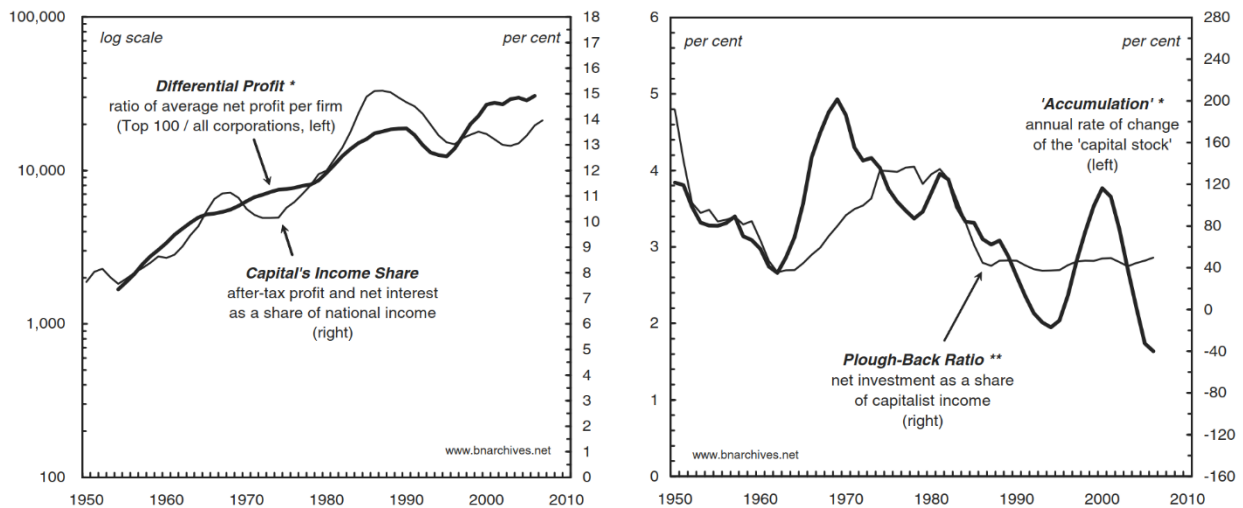 100,000
10,000
1,000
100
log scale
per cent
18
17
16
15
14
13
12
11
10
9
8
7
6
5
4
3
2
1
0
Differential Profit *
ratio of average net profit per firm
(Top 100 / all corporations, left)
Capital's Income Share
after-tax profit and net interest
as a share of national income
(right)
www.bnarchives.net
1950
1960
1970
1980
1990
2000
2010
6
5
4
3
2
1
0
per cent
per cent
280
240
200
160
120
80
40
0
-40
-80
-120
-160
'Accumulation' *
annual rate of change
of the 'capital stock'
(left)
Plough-Back Ratio **
net investment as a share
of capitalist income
(right)
www.bnarchives.net
1950
1960
1970
1980
1990
2000
2010